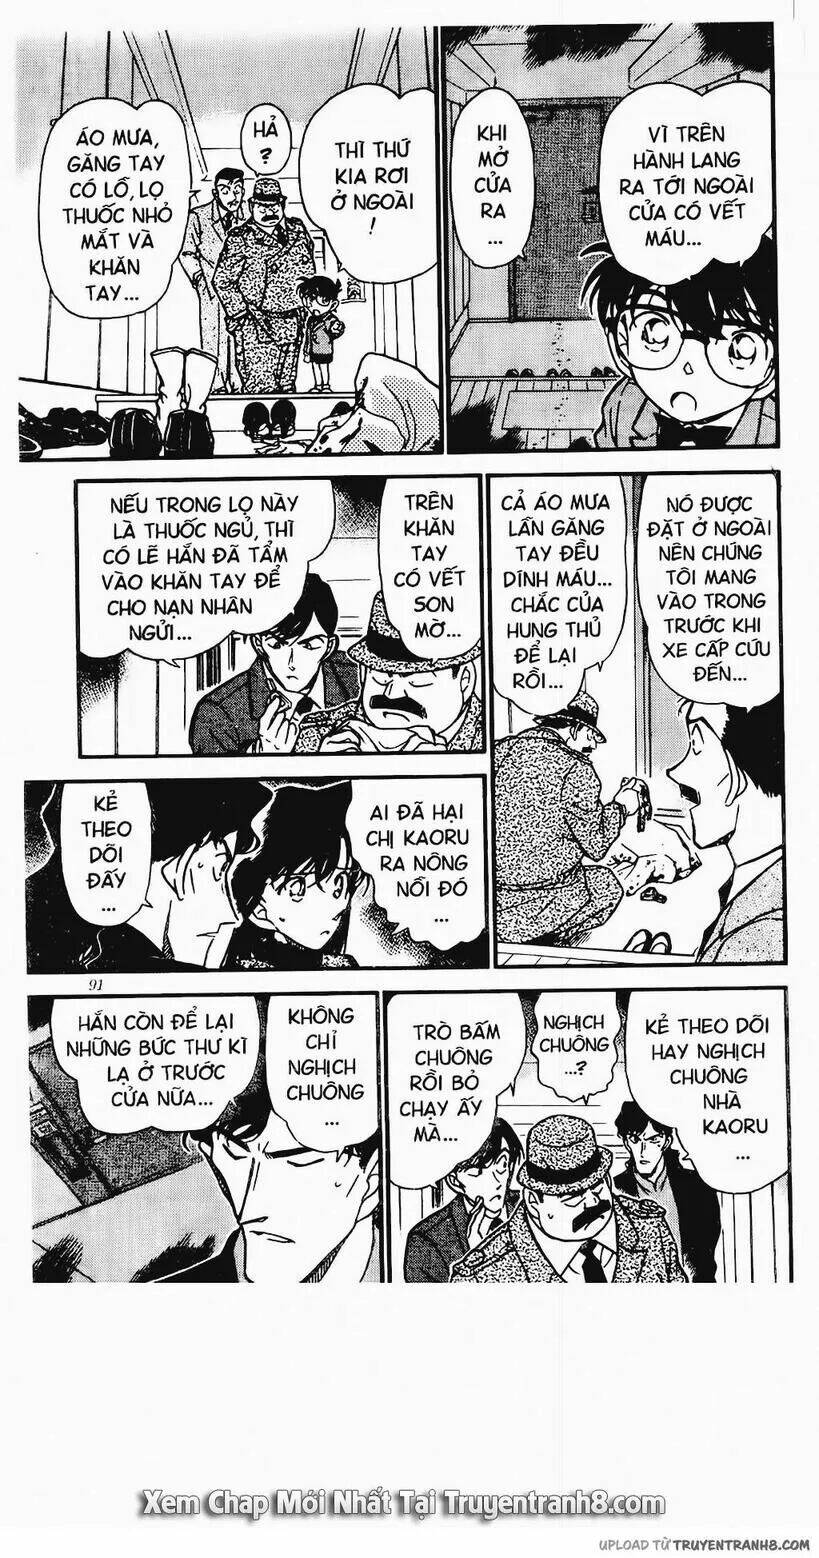 VÌ TRÊN
HÀNH LANG
RA TỚI NGOÀI
CỬA CÓ VẾT
MÁU...
KHI
MỞ
CỬA
RA
...
THÌ THỨ
KIA RƠI
Ở NGOÀI
!
HẢ
?
ÁO MƯA,
GĂNG TAY
CÓ LỒ, LỌ
THUỐC NHỎ
MẮT VÀ
KHĂN
TAY...
NÓ ĐƯỢC
ĐẶT Ở NGOÀI
NÊN CHÚNG
TÔI MANG
VÀO TRONG
TRƯỚC KHI
XE CẤP CỨU
ĐẾN...
CẢ ÁO MƯA
LẪN GĂNG
TAY ĐỀU
DÍNH MÁU...
CHẮC CỦA
HUNG THỦ
ĐỂ LẠI
RỒI...
TRÊN
KHĂN
TAY
CÓ VẾT
SON
MỜ...
NẾU TRONG LỌ NÀY
LÀ THUỐC NGỦ, THÌ
CÓ LẼ HẮN ĐÃ TẨM
VÀO KHĂN TAY ĐỂ
CHO NẠN NHÂN
NGỬI...
AI ĐÃ HẠI
CHỊ KAORU
RA NÔNG
NỖI ĐÓ
...
KẺ
THEO
DÕI
ĐẤY
...
91
KẺ THEO DÕI
HAY NGHỊCH
CHUÔNG
NHÀ
KAORU
...
NGHỊCH
CHUÔNG
...?
TRÒ BẤM
CHUÔNG
RỒI BỎ
CHẠY ẤY
MÀ...
KHÔNG
CHỈ
NGHỊCH
CHUÔNG
...
HẮN CÒN ĐỂ LẠI
NHỮNG BỨC THƯ KÌ
LẠ Ở TRƯỚC
CỬA NỮA...
Xem Chap Mới Nhất Tại Truyentranh8.com
UPLOAD TỪ TRUYENTRANH8.COM